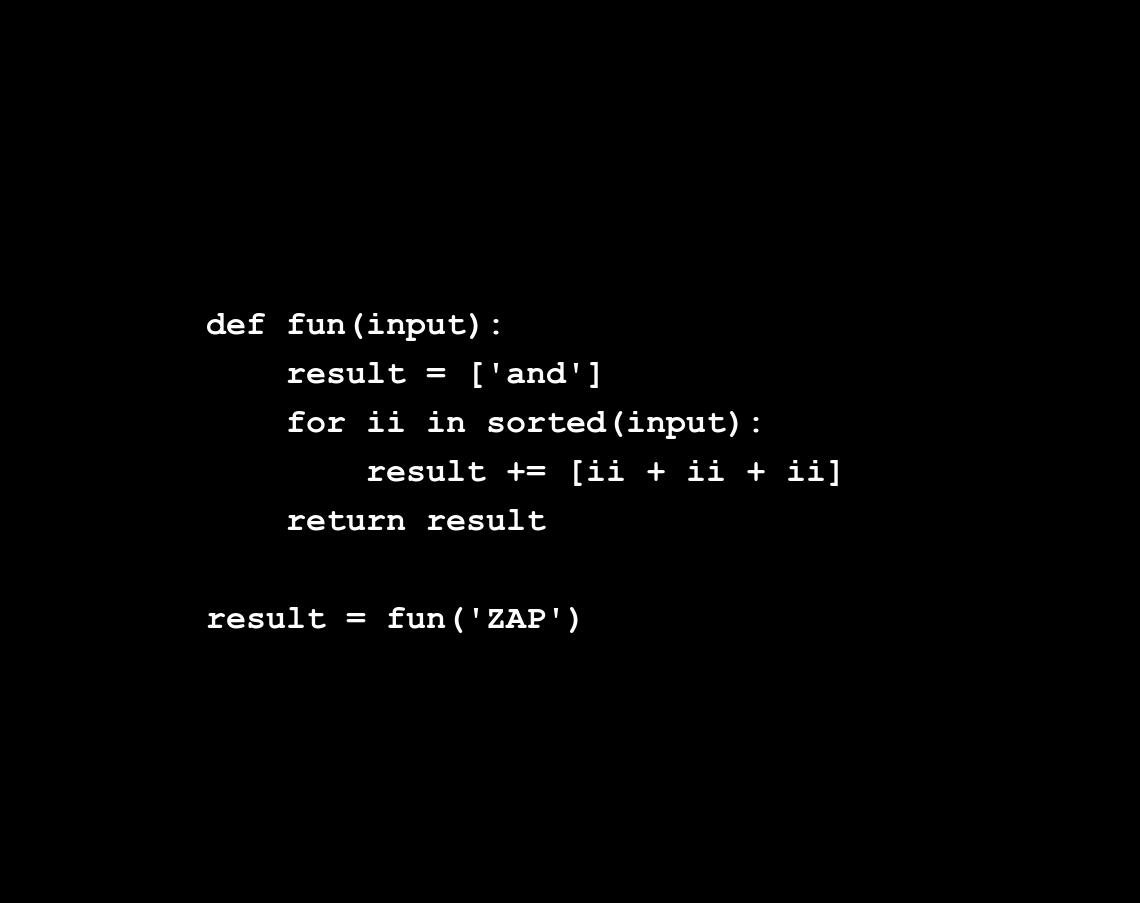 def fun(input):
    result = ['and']
    for ii in sorted(input):
        result += [ii + ii + ii]
    return result

result = fun('ZAP')